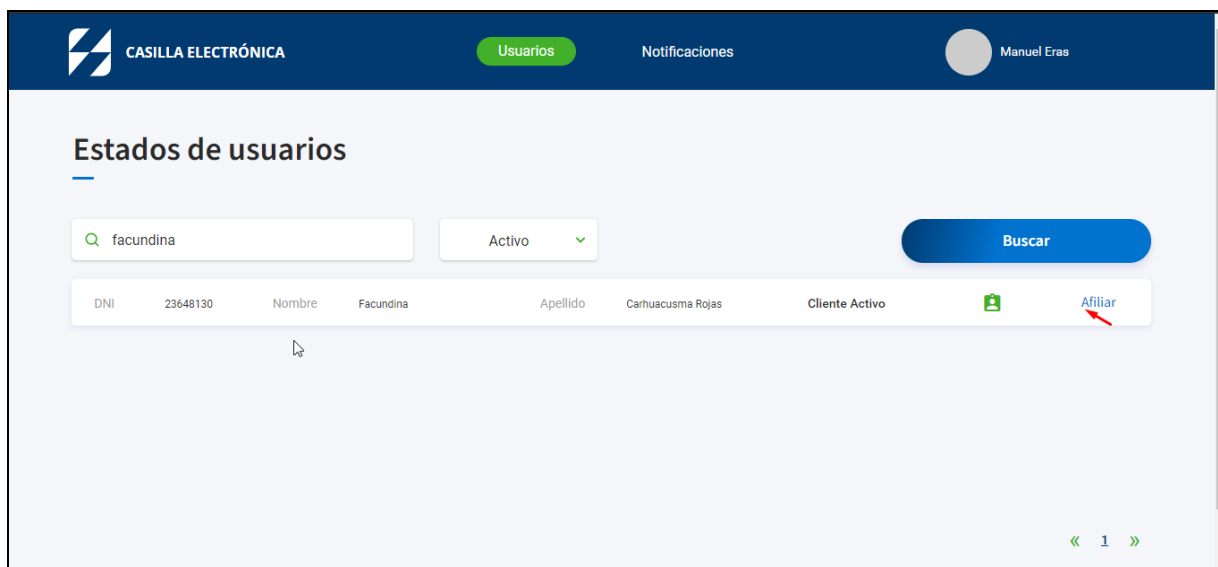 CASILLA ELECTRÓNICA Usuarios Notificaciones Manuel Eras
Estados de usuarios
facundina Activo Buscar
DNI 23648130 Nombre Facundina Apellido Carhuacusma Rojas Cliente Activo Afiliar
« 1 »